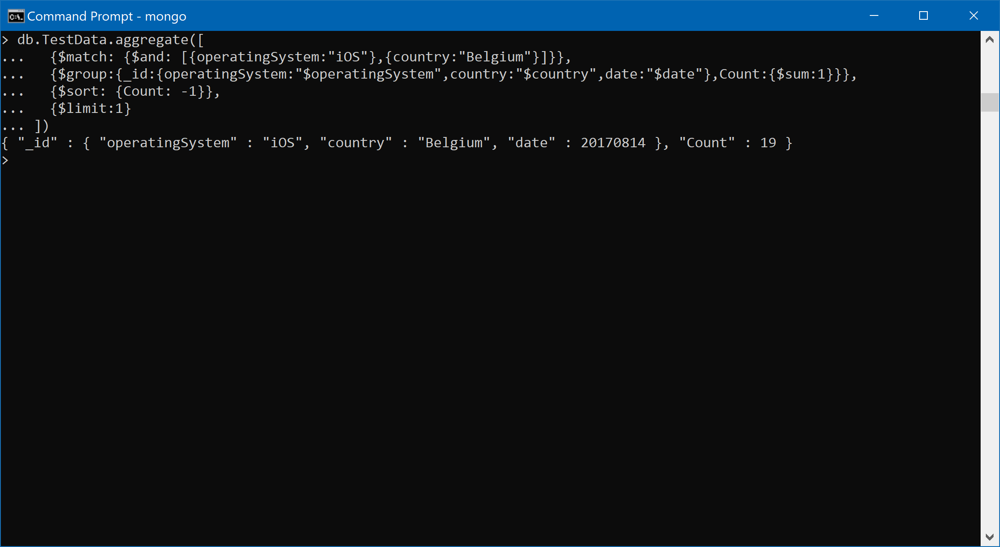 Command Prompt - mongo
> db.TestData.aggregate([
...   {$match: {$and: [{operatingSystem:"iOS"},{country:"Belgium"}]}},
...   {$group:{_id:{operatingSystem:"$operatingSystem",country:"$country",date:"$date"},Count:{$sum:1}}},
...   {$sort: {Count: -1}},
...   {$limit:1}
... ])
{ "_id" : { "operatingSystem" : "iOS", "country" : "Belgium", "date" : 20170814 }, "Count" : 19 }
>